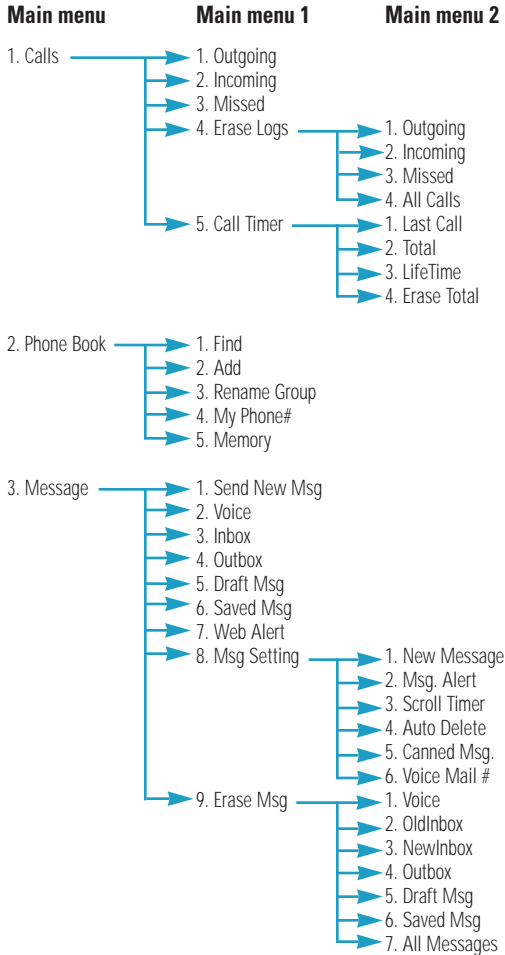 Main menu Main menu 1 Main menu 2
1. Calls 1. Outgoing
2. Incoming
3. Missed
4. Erase Logs 1. Outgoing
2. Incoming
3. Missed
4. All Calls
5. Call Timer 1. Last Call
2. Total
3. LifeTime
4. Erase Total
2. Phone Book 1. Find
2. Add
3. Rename Group
4. My Phone#
5. Memory
3. Message 1. Send New Msg
2. Voice
3. Inbox
4. Outbox
5. Draft Msg
6. Saved Msg
7. Web Alert
8. Msg Setting 1. New Message
2. Msg. Alert
3. Scroll Timer
4. Auto Delete
5. Canned Msg.
6. Voice Mail #
9. Erase Msg 1. Voice
2. OldInbox
3. NewInbox
4. Outbox
5. Draft Msg
6. Saved Msg
7. All Messages